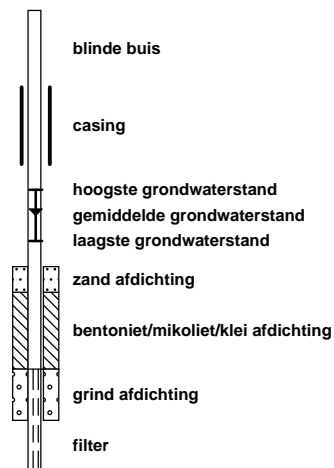 blinde buis
casing
hoogste grondwaterstand
gemiddelde grondwaterstand
laagste grondwaterstand
zand afdichting
bentoniet/mikoliet/klei afdichting
grind afdichting
filter